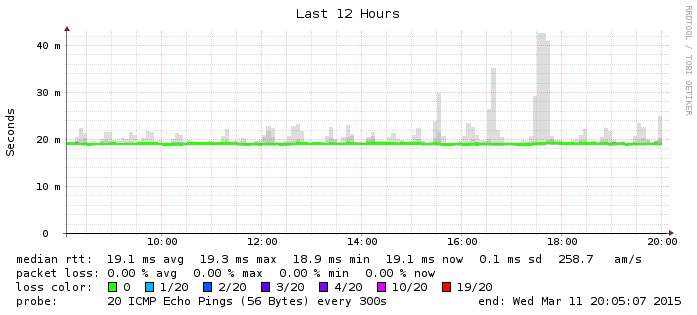 Last 12 Hours
RRDTOOL / TOBI OETIKER
Seconds
40 m
30 m
20 m
10 m
0
10:00 12:00 14:00 16:00 18:00 20:00
median rtt: 19.1 ms avg 19.3 ms max 18.9 ms min 19.1 ms now 0.1 ms sd 258.7 am/s
packet loss: 0.00 % avg 0.00 % max 0.00 % min 0.00 % now
loss color: 0 1/20 2/20 3/20 4/20 10/20 19/20
probe: 20 ICMP Echo Pings (56 Bytes) every 300s end: Wed Mar 11 20:05:07 2015